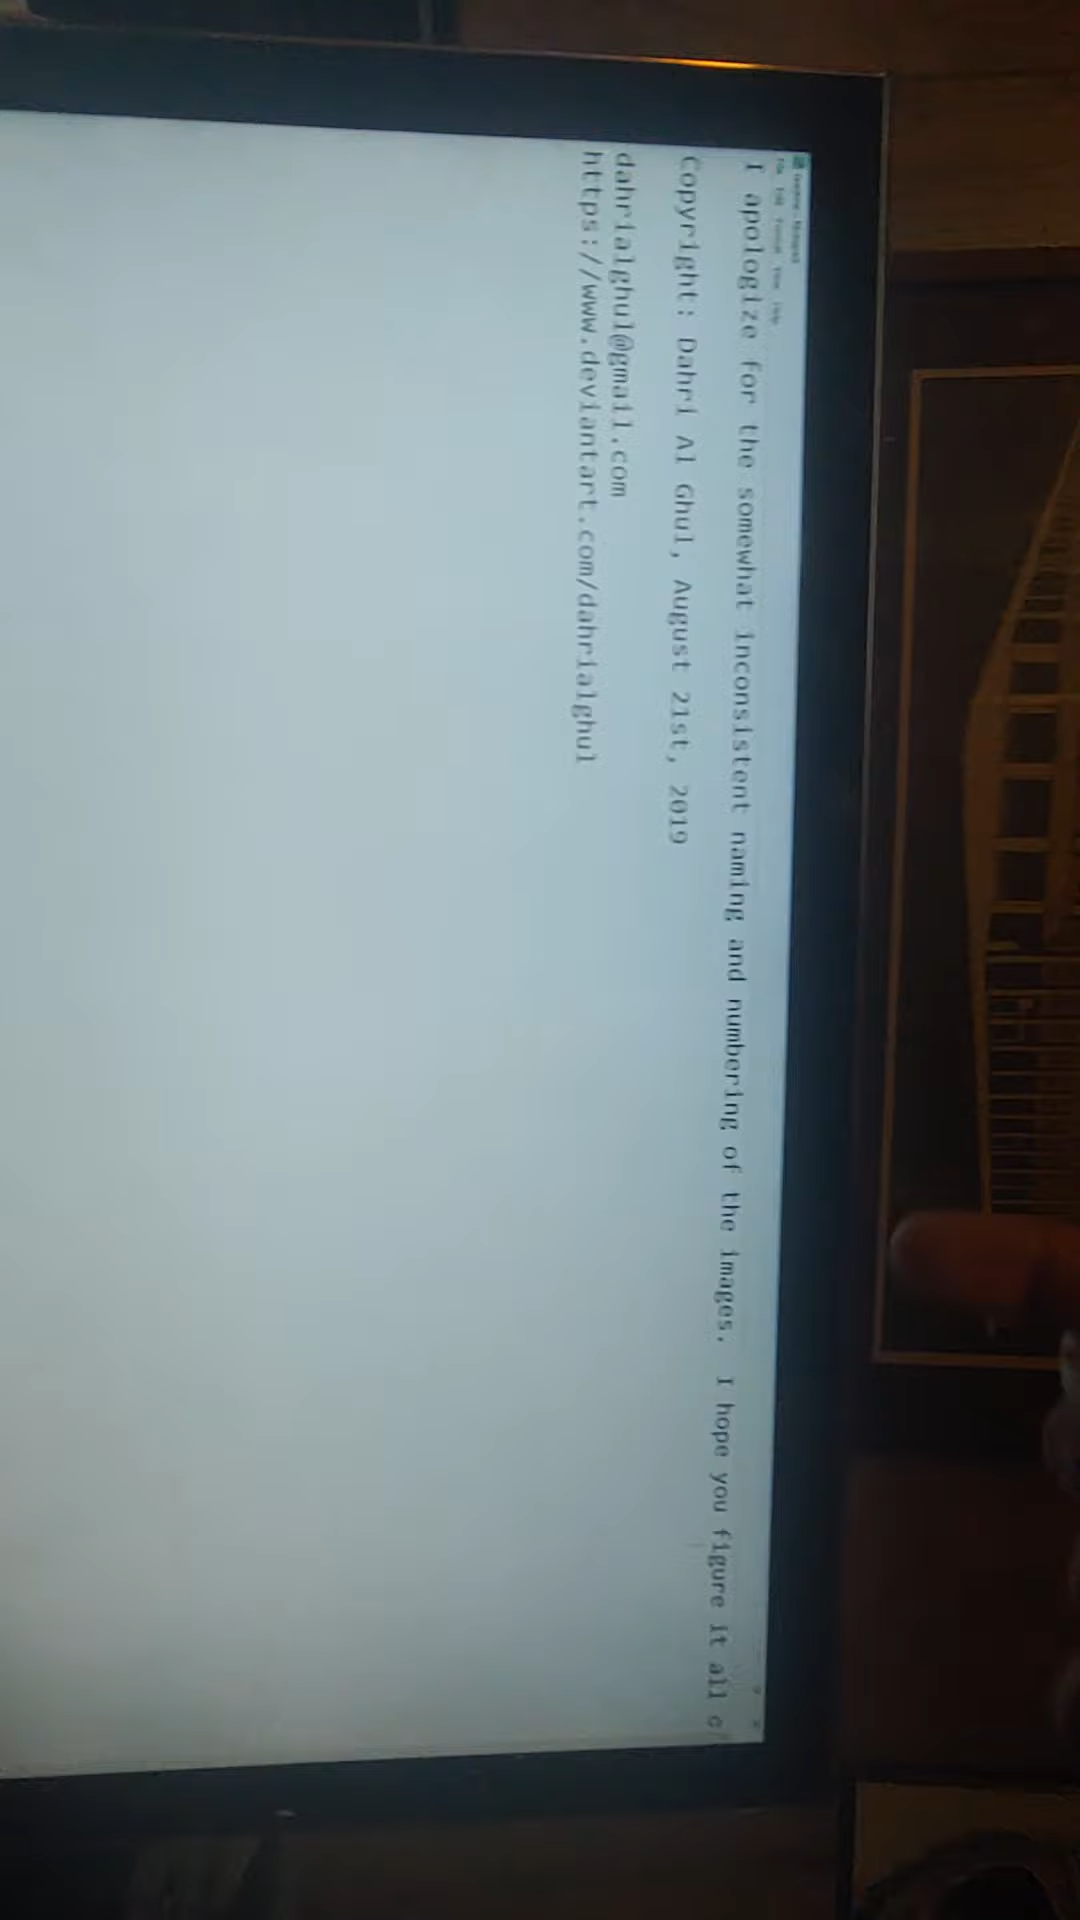 I apologize for the somewhat inconsistent naming and numbering of the images. I hope you figure it all
Copyright: Dahri Al Ghul, August 21st, 2019
dahrialghul@gmail.com
https://www.deviantart.com/dahrialghul